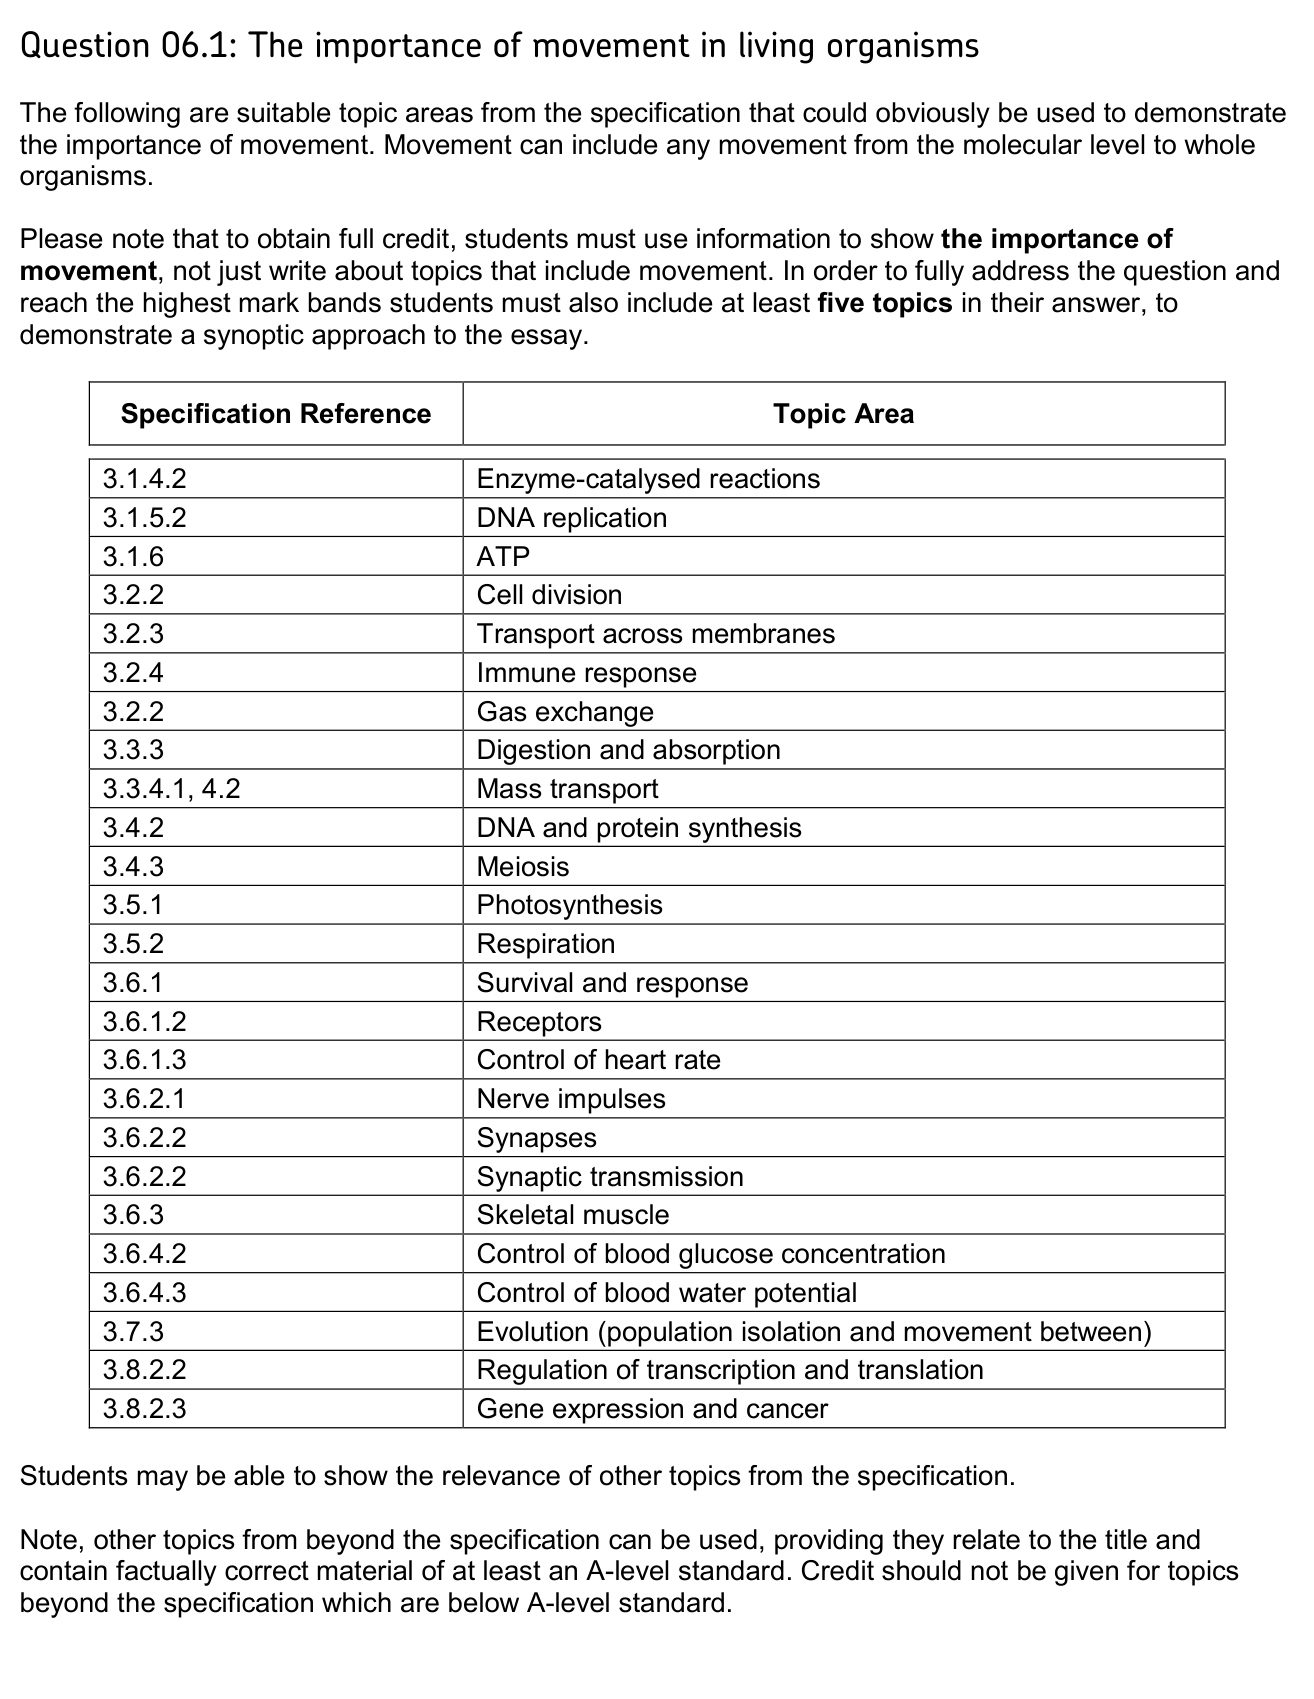 Question 06.1: The importance of movement in living organisms
The following are suitable topic areas from the specification that could obviously be used to demonstrate
the importance of movement. Movement can include any movement from the molecular level to whole
organisms.
Please note that to obtain full credit, students must use information to show the importance of
movement, not just write about topics that include movement. In order to fully address the question and
reach the highest mark bands students must also include at least five topics in their answer, to
demonstrate a synoptic approach to the essay.
Specification Reference Topic Area
3.1.4.2 Enzyme-catalysed reactions
3.1.5.2 DNA replication
3.1.6 ATP
3.2.2 Cell division
3.2.3 Transport across membranes
3.2.4 Immune response
3.2.2 Gas exchange
3.3.3 Digestion and absorption
3.3.4.1, 4.2 Mass transport
3.4.2 DNA and protein synthesis
3.4.3 Meiosis
3.5.1 Photosynthesis
3.5.2 Respiration
3.6.1 Survival and response
3.6.1.2 Receptors
3.6.1.3 Control of heart rate
3.6.2.1 Nerve impulses
3.6.2.2 Synapses
3.6.2.2 Synaptic transmission
3.6.3 Skeletal muscle
3.6.4.2 Control of blood glucose concentration
3.6.4.3 Control of blood water potential
3.7.3 Evolution (population isolation and movement between)
3.8.2.2 Regulation of transcription and translation
3.8.2.3 Gene expression and cancer
Students may be able to show the relevance of other topics from the specification.
Note, other topics from beyond the specification can be used, providing they relate to the title and
contain factually correct material of at least an A-level standard. Credit should not be given for topics
beyond the specification which are below A-level standard.